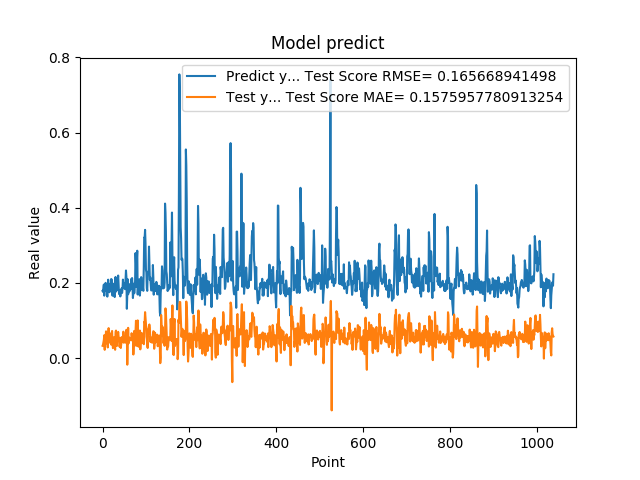 Model predict
Predict y... Test Score RMSE= 0.165668941498
Test y... Test Score MAE= 0.1575957780913254
0.8
0.6
0.4
0.2
0.0
Real value
0 200 400 600 800 1000
Point